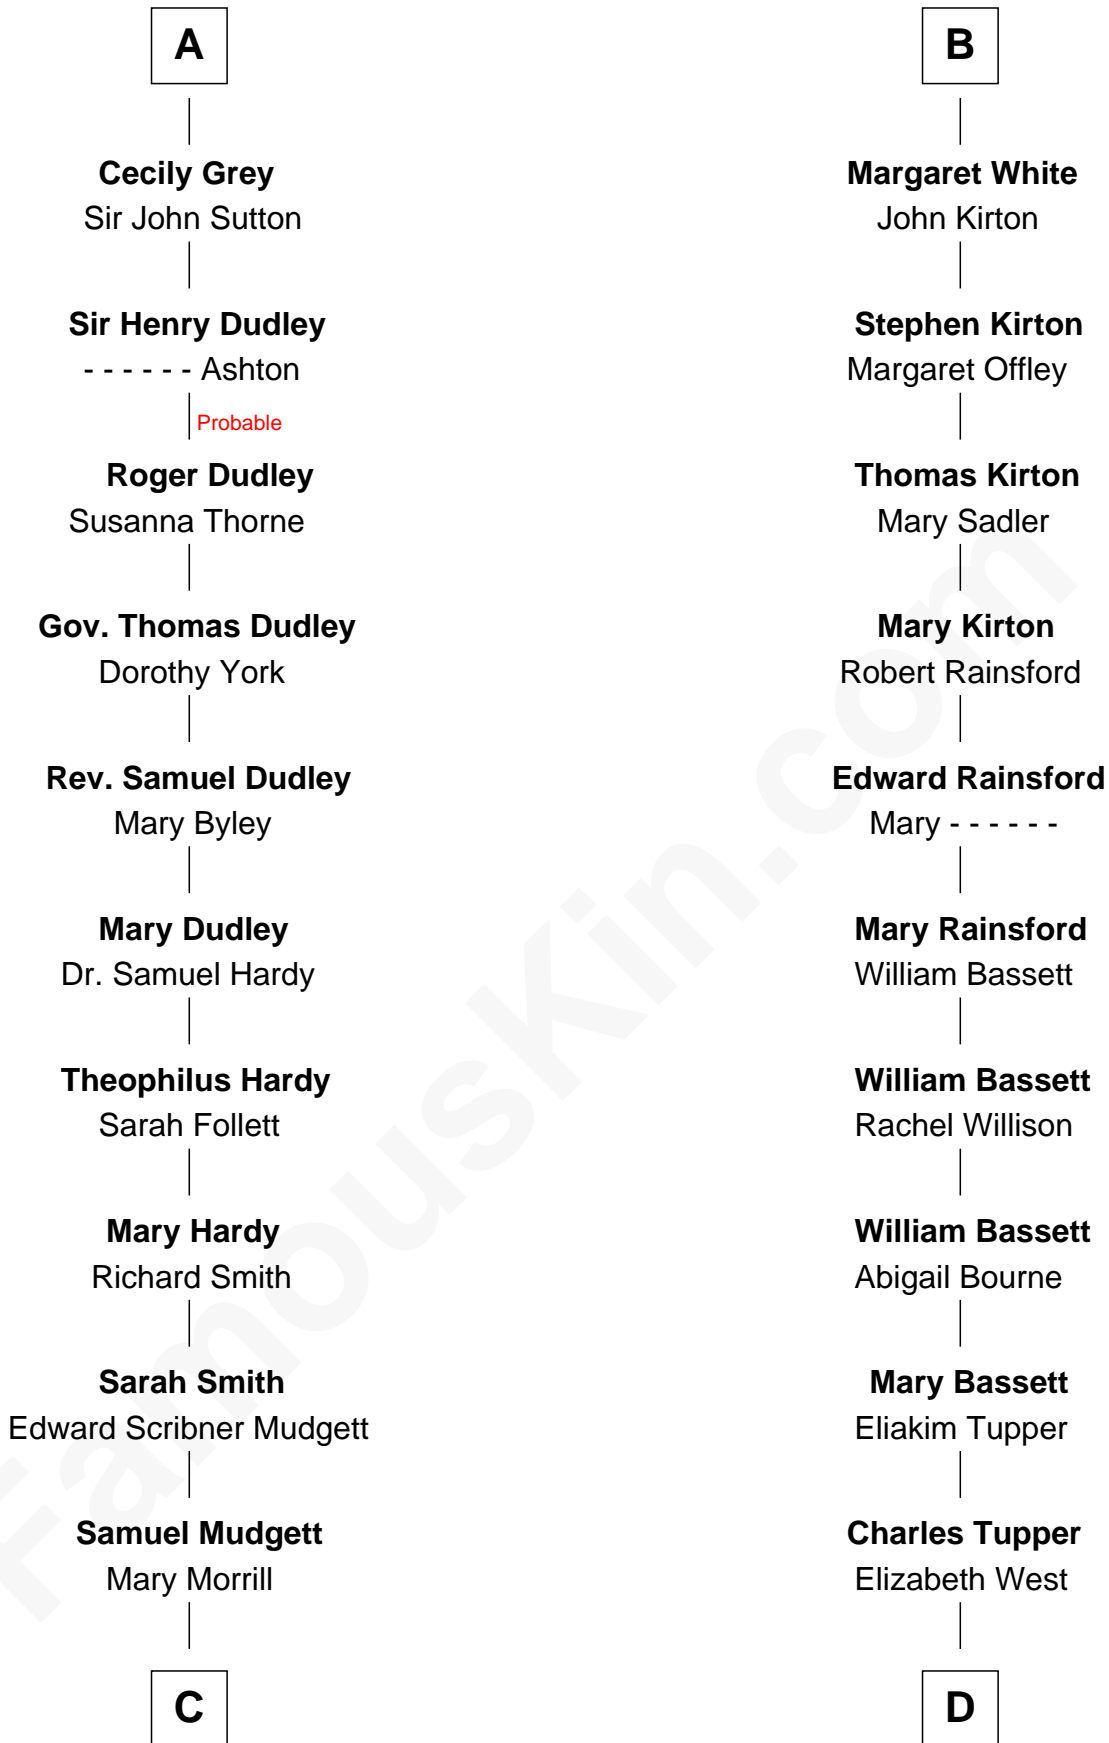 A
Cecily Grey
Sir John Sutton
Sir Henry Dudley
- - - - - - Ashton
Probable
Roger Dudley
Susanna Thorne
Gov. Thomas Dudley
Dorothy York
Rev. Samuel Dudley
Mary Byley
Mary Dudley
Dr. Samuel Hardy
Theophilus Hardy
Sarah Follett
Mary Hardy
Richard Smith
Sarah Smith
Edward Scribner Mudgett
Samuel Mudgett
Mary Morrill
C
B
Margaret White
John Kirton
Stephen Kirton
Margaret Offley
Thomas Kirton
Mary Sadler
Mary Kirton
Robert Rainsford
Edward Rainsford
Mary - - - - - -
Mary Rainsford
William Bassett
William Bassett
Rachel Willison
William Bassett
Abigail Bourne
Mary Bassett
Eliakim Tupper
Charles Tupper
Elizabeth West
D
FamousKin.com